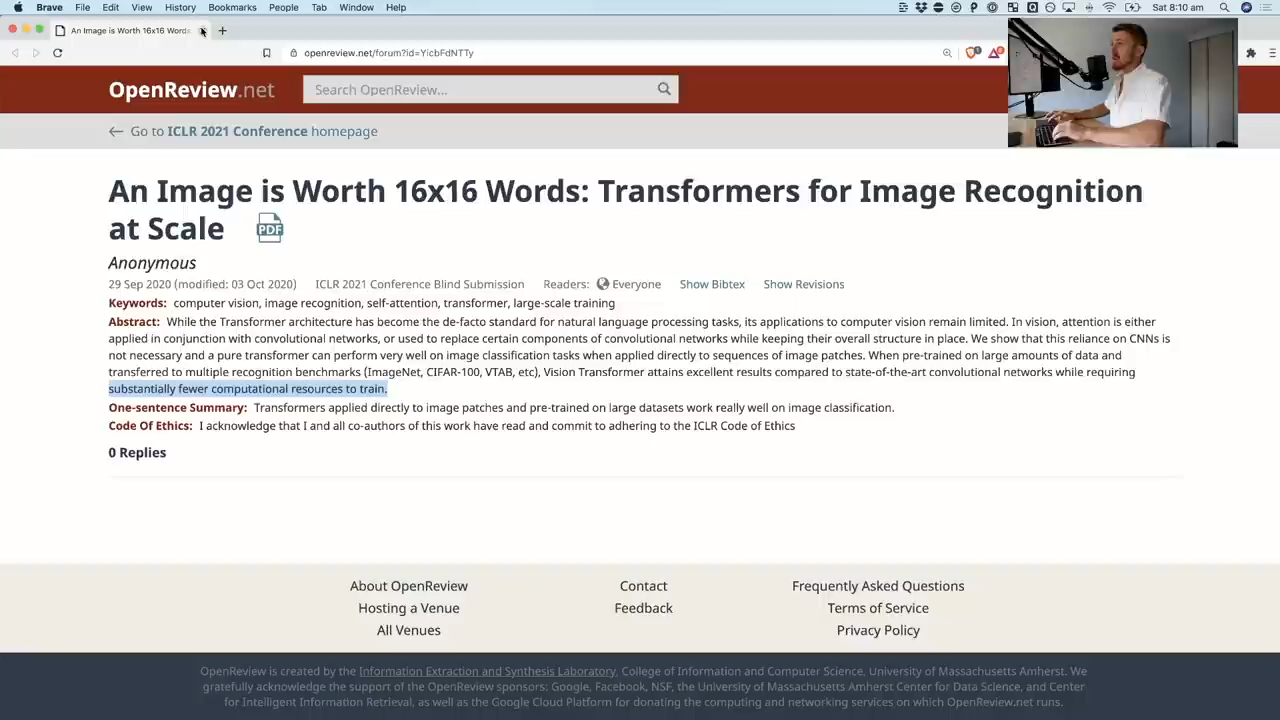 Brave File Edit View History Bookmarks People Tab Window Help Sat 8:10 am
An Image is Worth 16x16 Words:
openreview.net/forum?id=YicbFdNTTy
OpenReview.net Search OpenReview...
← Go to ICLR 2021 Conference homepage
An Image is Worth 16x16 Words: Transformers for Image Recognition
at Scale PDF
Anonymous
29 Sep 2020 (modified: 03 Oct 2020) ICLR 2021 Conference Blind Submission Readers: Everyone Show Bibtex Show Revisions
Keywords: computer vision, image recognition, self-attention, transformer, large-scale training
Abstract: While the Transformer architecture has become the de-facto standard for natural language processing tasks, its applications to computer vision remain limited. In vision, attention is either
applied in conjunction with convolutional networks, or used to replace certain components of convolutional networks while keeping their overall structure in place. We show that this reliance on CNNs is
not necessary and a pure transformer can perform very well on image classification tasks when applied directly to sequences of image patches. When pre-trained on large amounts of data and
transferred to multiple recognition benchmarks (ImageNet, CIFAR-100, VTAB, etc), Vision Transformer attains excellent results compared to state-of-the-art convolutional networks while requiring
substantially fewer computational resources to train.
One-sentence Summary: Transformers applied directly to image patches and pre-trained on large datasets work really well on image classification.
Code Of Ethics: I acknowledge that I and all co-authors of this work have read and commit to adhering to the ICLR Code of Ethics
0 Replies
About OpenReview Contact Frequently Asked Questions
Hosting a Venue Feedback Terms of Service
All Venues Privacy Policy
OpenReview is created by the Information Extraction and Synthesis Laboratory, College of Information and Computer Science, University of Massachusetts Amherst. We
gratefully acknowledge the support of the OpenReview sponsors: Google, Facebook, NSF, the University of Massachusetts Amherst Center for Data Science, and Center
for Intelligent Information Retrieval, as well as the Google Cloud Platform for donating the computing and networking services on which OpenReview.net runs.